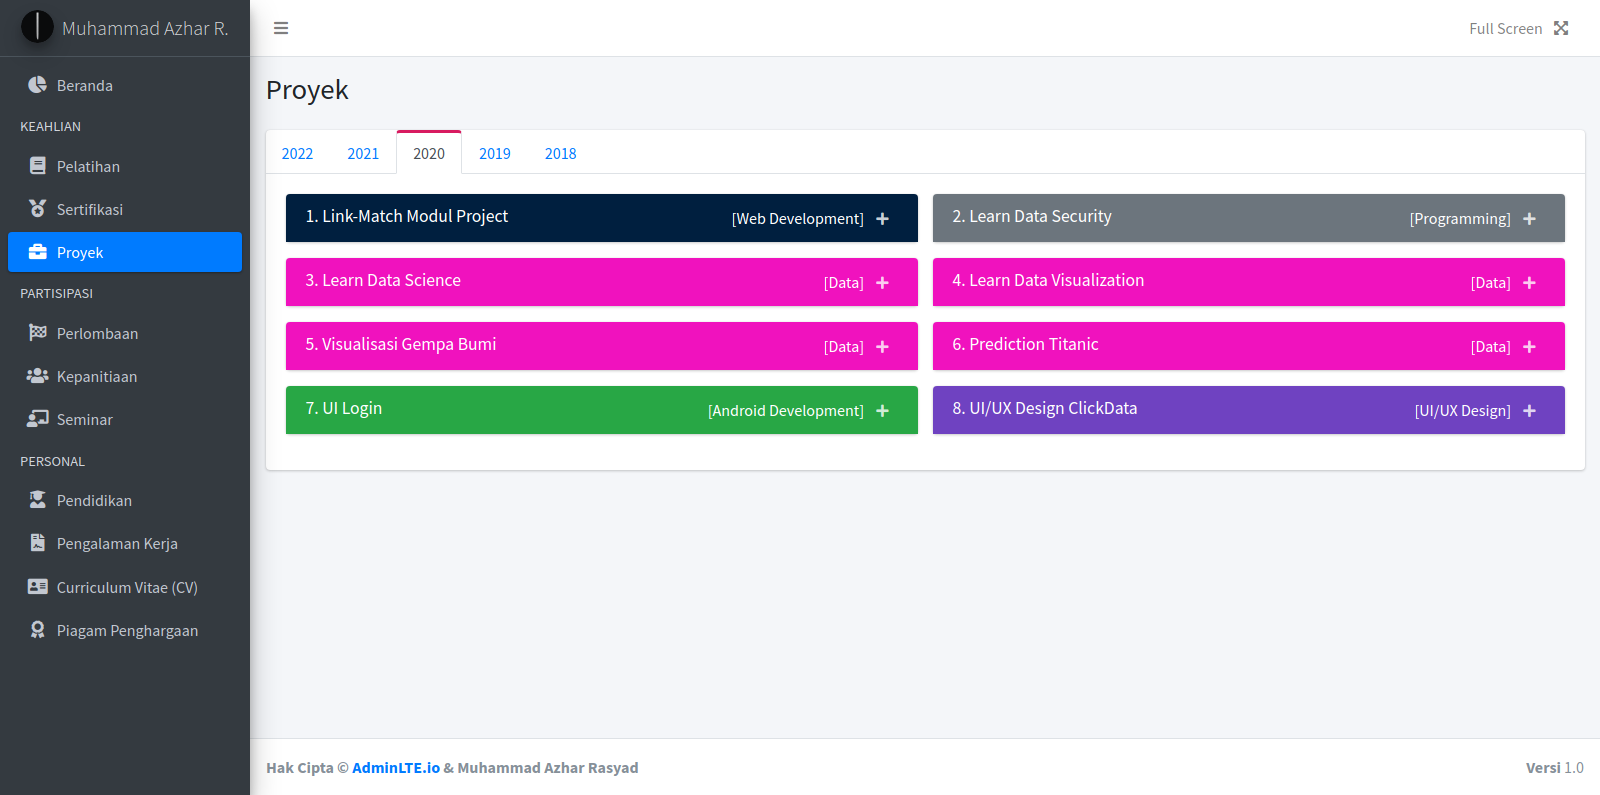 Muhammad Azhar R.
Full Screen
Beranda
KEAHLIAN
Pelatihan
Sertifikasi
Proyek
PARTISIPASI
Perlombaan
Kepanitiaan
Seminar
PERSONAL
Pendidikan
Pengalaman Kerja
Curriculum Vitae (CV)
Piagam Penghargaan
Proyek
2022 2021 2020 2019 2018
1. Link-Match Modul Project [Web Development]
2. Learn Data Security [Programming]
3. Learn Data Science [Data]
4. Learn Data Visualization [Data]
5. Visualisasi Gempa Bumi [Data]
6. Prediction Titanic [Data]
7. UI Login [Android Development]
8. UI/UX Design ClickData [UI/UX Design]
Hak Cipta © AdminLTE.io & Muhammad Azhar Rasyad
Versi 1.0